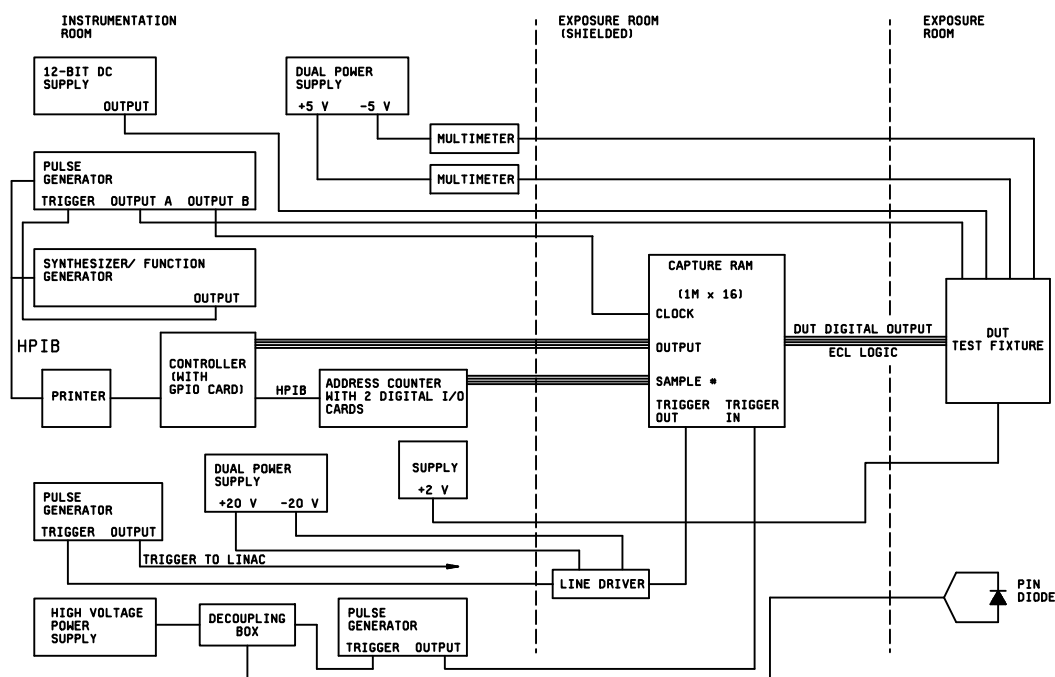 INSTRUMENTATION
ROOM
EXPOSURE ROOM
(SHIELDED)
EXPOSURE
ROOM
12-BIT DC
SUPPLY
OUTPUT
DUAL POWER
SUPPLY
+5 V -5 V
MULTIMETER
MULTIMETER
PULSE
GENERATOR
TRIGGER OUTPUT A OUTPUT B
SYNTHESIZER/ FUNCTION
GENERATOR
OUTPUT
CAPTURE RAM
(1M x 16)
CLOCK
OUTPUT
SAMPLE #
TRIGGER
OUT
TRIGGER
IN
DUT DIGITAL OUTPUT
ECL LOGIC
DUT
TEST FIXTURE
HPIB
PRINTER
CONTROLLER
(WITH
GPIO CARD)
HPIB
ADDRESS COUNTER
WITH 2 DIGITAL I/O
CARDS
DUAL POWER
SUPPLY
+20 V -20 V
SUPPLY
+2 V
PULSE
GENERATOR
TRIGGER OUTPUT
TRIGGER TO LINAC
LINE DRIVER
PIN
DIODE
HIGH VOLTAGE
POWER
SUPPLY
DECOUPLING
BOX
PULSE
GENERATOR
TRIGGER OUTPUT